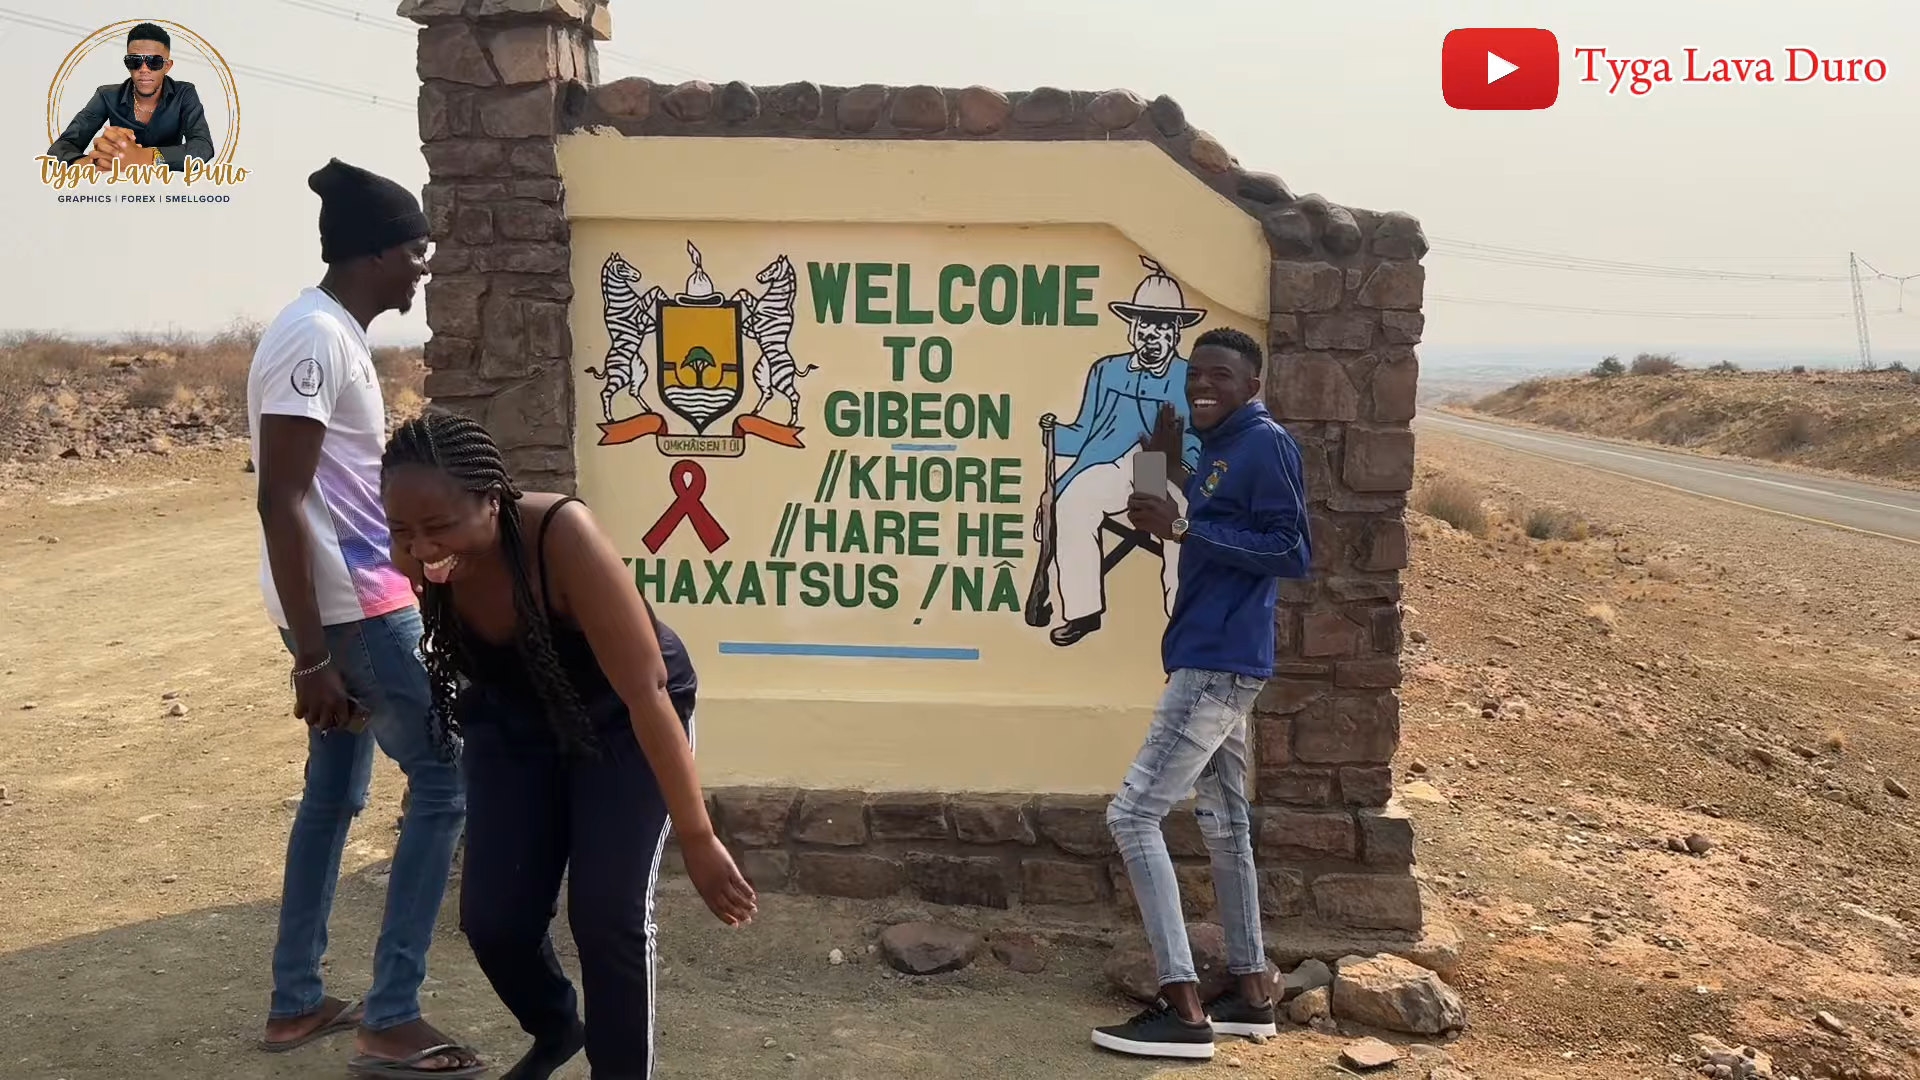 Tyga Lava Duro
GRAPHICS | FOREX | SMELLGOOD
Tyga Lava Duro
WELCOME
TO
GIBEON
//KHORE
//HARE HE
HAXATSUS !NÂ